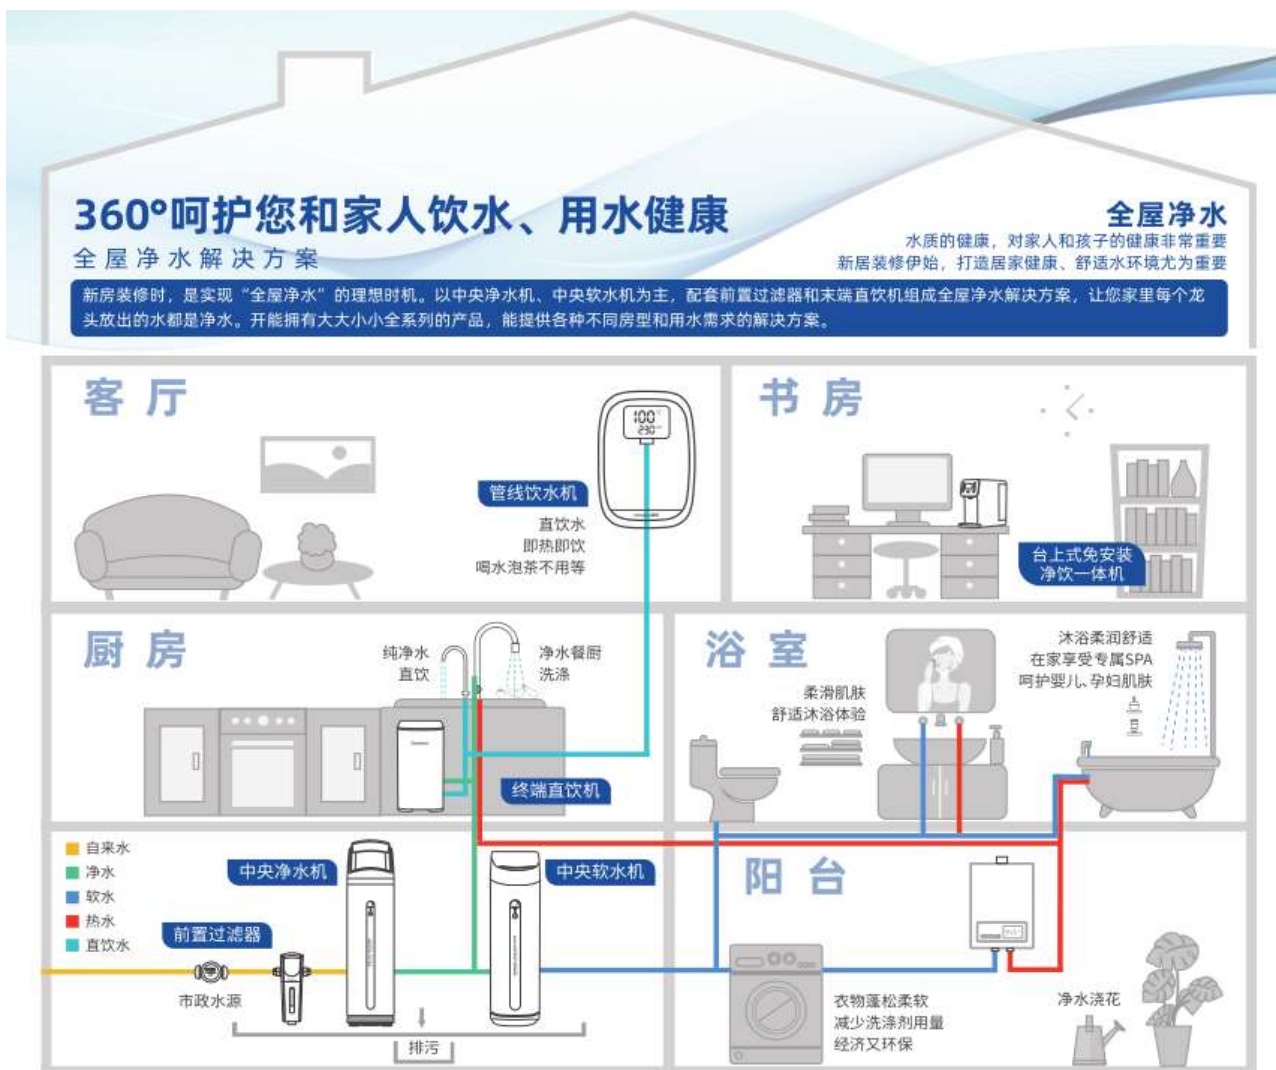 360°呵护您和家人饮水、用水健康
全屋净水解决方案
全屋净水
水质的健康，对家人和孩子的健康非常重要
新居装修伊始，打造居家健康、舒适水环境尤为重要
新房装修时，是实现“全屋净水”的理想时机。以中央净水机、中央软水机为主，配套前置过滤器和末端直饮机组成全屋净水解决方案，让您家里每个龙
头放出的水都是净水。开能拥有大大小小全系列的产品，能提供各种不同房型和用水需求的解决方案。
客厅
100
230
管线饮水机
直饮水
即热即饮
喝水泡茶不用等
书房
台上式免安装
净饮一体机
厨房
纯净水
直饮
净水餐厨
洗涤
终端直饮机
浴室
柔滑肌肤
舒适沐浴体验
沐浴柔润舒适
在家享受专属SPA
呵护婴儿、孕妇肌肤
自来水
净水
软水
热水
直饮水
中央净水机
中央软水机
前置过滤器
市政水源
排污
阳台
衣物蓬松柔软
减少洗涤剂用量
经济又环保
净水浇花